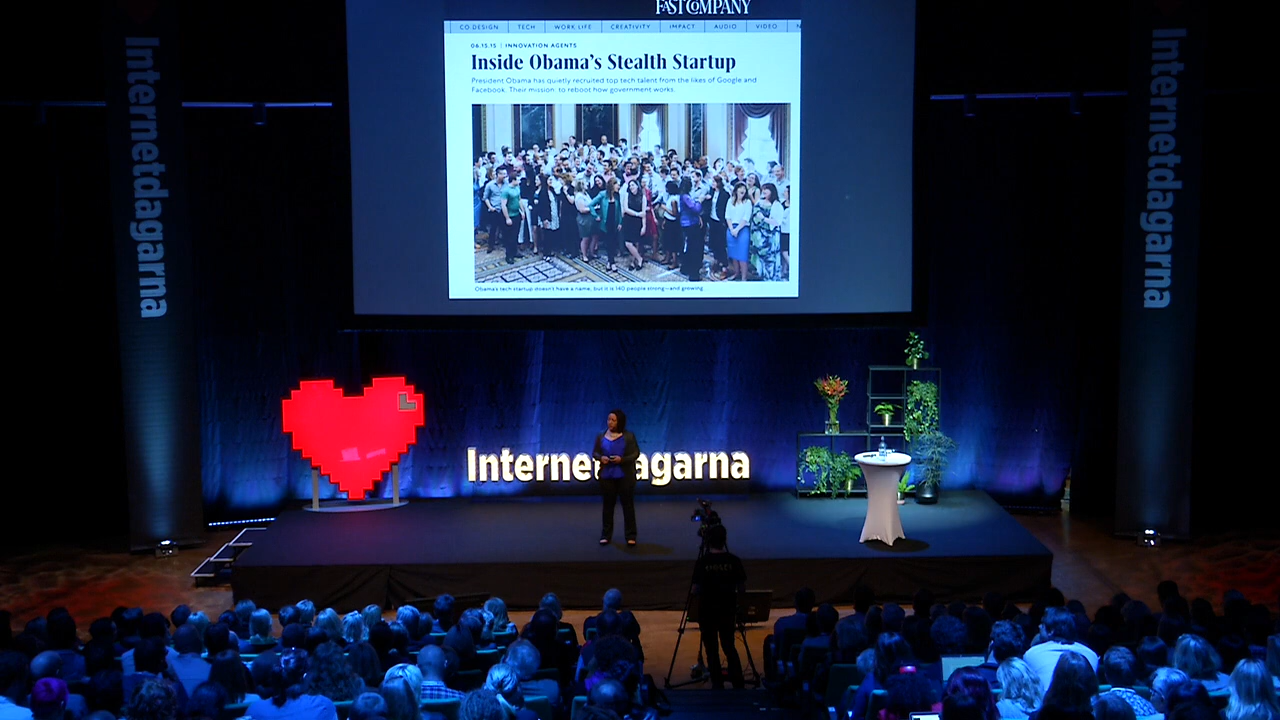 FAST COMPANY
CO.DESIGN TECH WORK LIFE CREATIVITY IMPACT AUDIO VIDEO
06.15.15 | INNOVATION AGENTS
Inside Obama's Stealth Startup
President Obama has quietly recruited top tech talent from the likes of Google and
Facebook. Their mission: to reboot how government works.
Obama's tech startup doesn't have a name, but it is 140 people strong—and growing.
Internetdagarna
Internetdagarna
Interne agarna